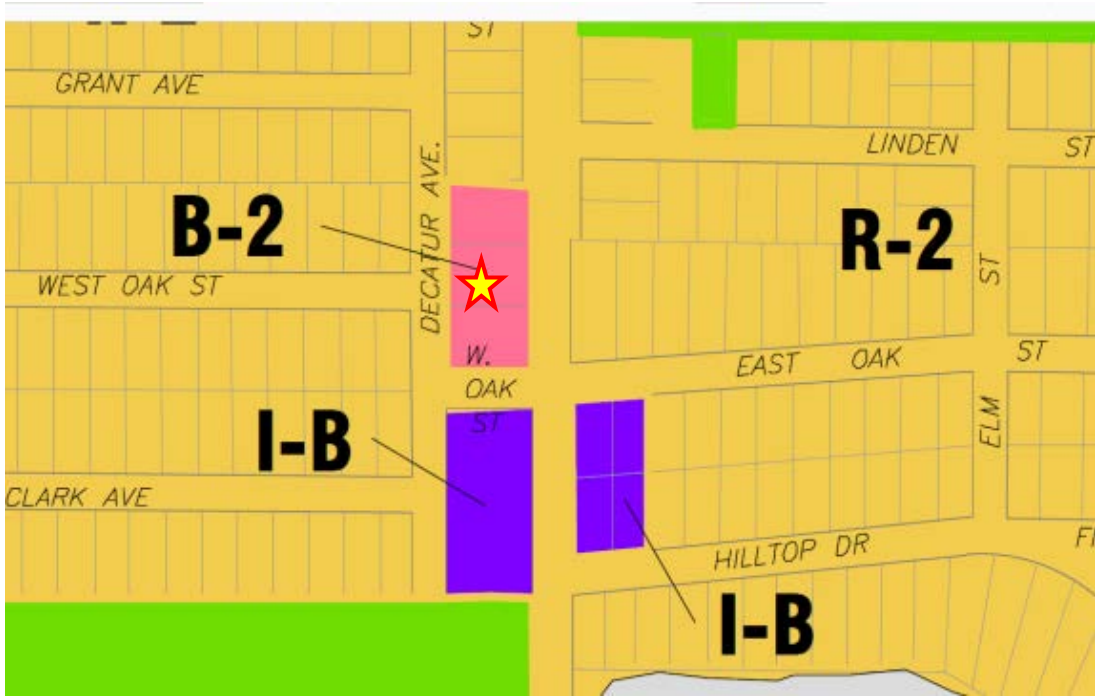 ST
GRANT AVE
LINDEN ST
DECATUR AVE.
B-2
R-2
WEST OAK ST
ST
W.
OAK
ST
EAST OAK ST
I-B
ELM
CLARK AVE
HILLTOP DR
I-B